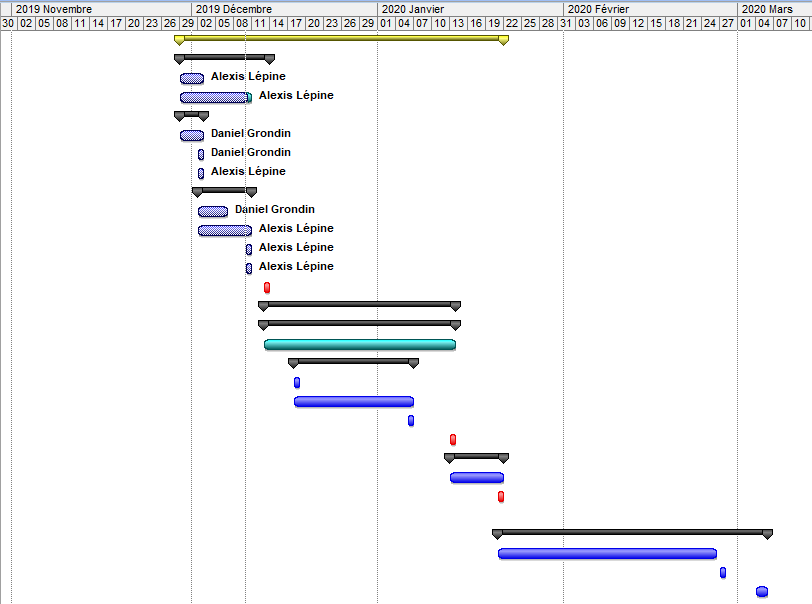 2019 Novembre 2019 Décembre 2020 Janvier 2020 Février 2020 Mars
30 02 05 08 11 14 17 20 23 26 29 02 05 08 11 14 17 20 23 26 29 01 04 07 10 13 16 19 22 25 28 31 03 06 09 12 15 18 21 24 27 01 04 07 10
Alexis Lépine
Alexis Lépine
Daniel Grondin
Daniel Grondin
Alexis Lépine
Daniel Grondin
Alexis Lépine
Alexis Lépine
Alexis Lépine